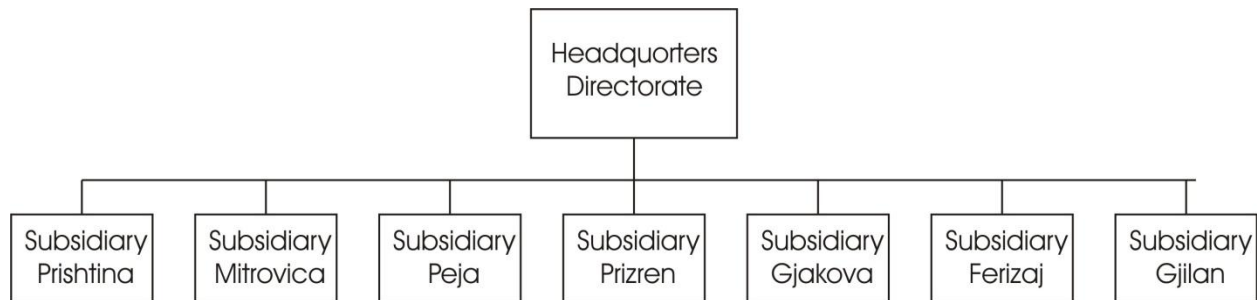 Headquorters
Directorate
Subsidiary
Prishtina
Subsidiary
Mitrovica
Subsidiary
Peja
Subsidiary
Prizren
Subsidiary
Gjakova
Subsidiary
Ferizaj
Subsidiary
Gjilan